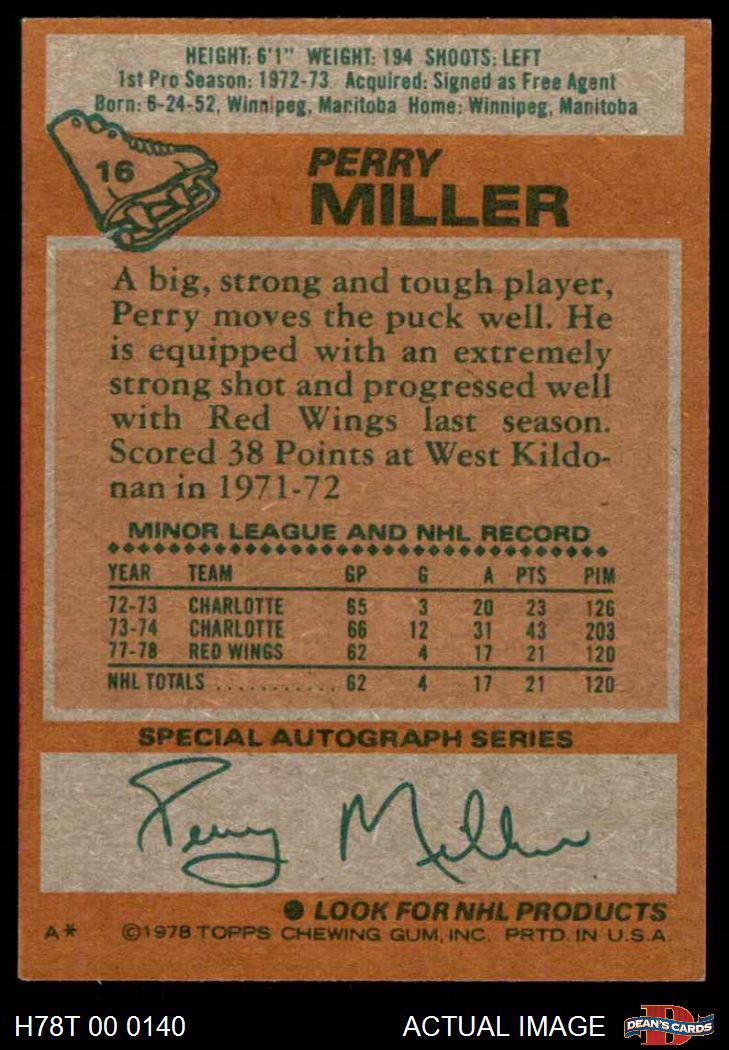 HEIGHT: 6'1" WEIGHT: 194 SHOOTS: LEFT
1st Pro Season: 1972-73 Acquired: Signed as Free Agent
Born: 6-24-52, Winnipeg, Manitoba Home: Winnipeg, Manitoba
16
PERRY
MILLER
A big, strong and tough player,
Perry moves the puck well. He
is equipped with an extremely
strong shot and progressed well
with Red Wings last season.
Scored 38 Points at West Kildo-
nan in 1971-72
MINOR LEAGUE AND NHL RECORD
YEAR TEAM GP G A PTS PIM
72-73 CHARLOTTE 65 3 20 23 126
73-74 CHARLOTTE 66 12 31 43 203
77-78 RED WINGS 62 4 17 21 120
NHL TOTALS ............ 62 4 17 21 120
SPECIAL AUTOGRAPH SERIES
Perry Miller
LOOK FOR NHL PRODUCTS
A* ©1978 TOPPS CHEWING GUM, INC. PRTD. IN U.S.A.
H78T 00 0140 ACTUAL IMAGE DEAN'S CARDS